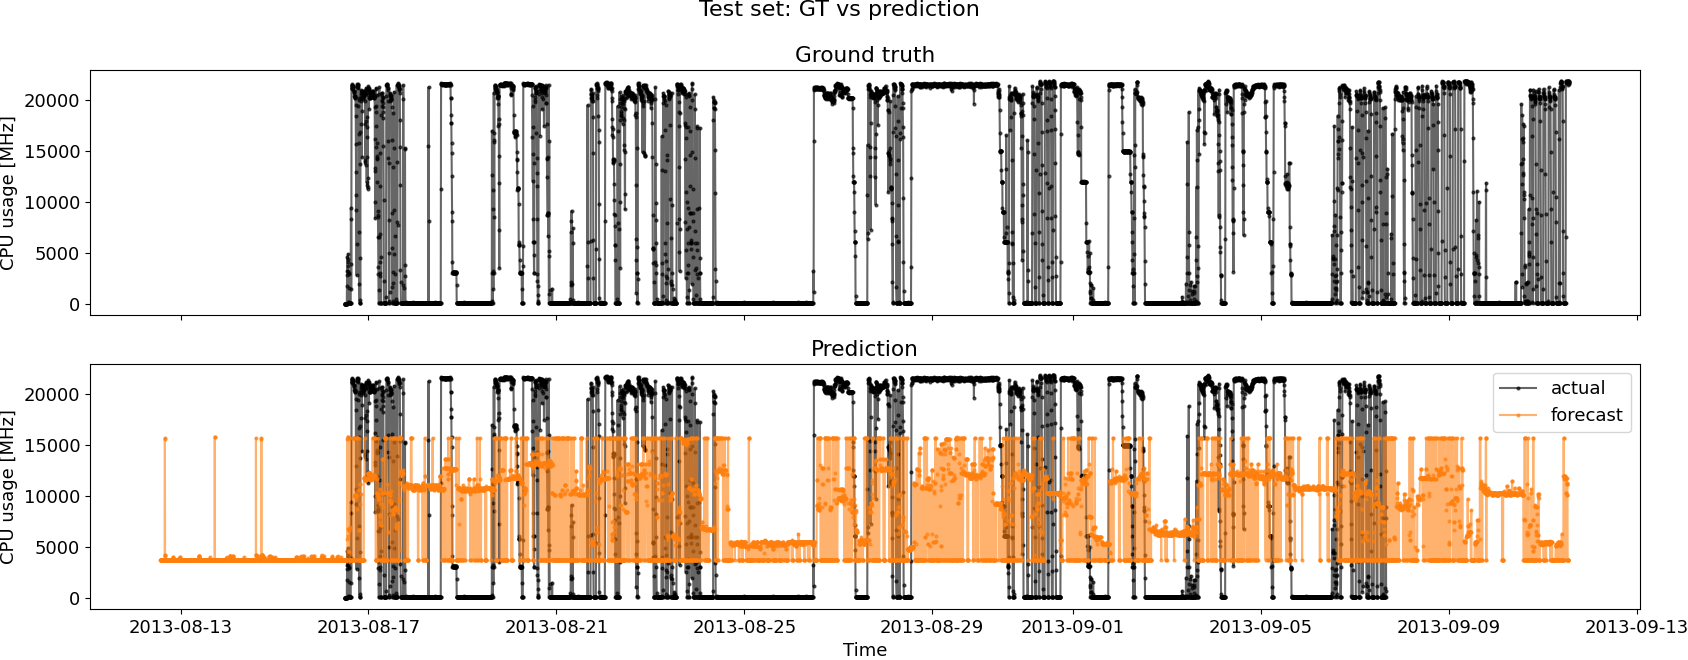 Test set: GT vs prediction
Ground truth
CPU usage [MHz]
20000
15000
10000
5000
0
Prediction
CPU usage [MHz]
20000
15000
10000
5000
0
actual
forecast
2013-08-13 2013-08-17 2013-08-21 2013-08-25 2013-08-29 2013-09-01 2013-09-05 2013-09-09 2013-09-13
Time